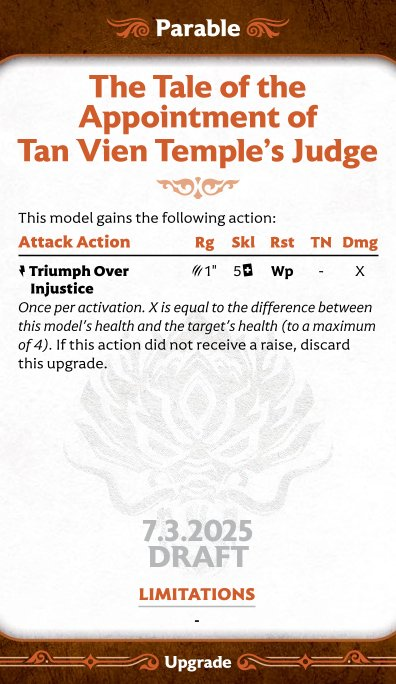 Parable
The Tale of the
Appointment of
Tan Vien Temple's Judge
This model gains the following action:
Attack Action Rg Skl Rst TN Dmg
Triumph Over 1" 5 Wp - X
Injustice
Once per activation. X is equal to the difference between
this model's health and the target's health (to a maximum
of 4). If this action did not receive a raise, discard
this upgrade.
7.3.2025
DRAFT
LIMITATIONS
-
Upgrade